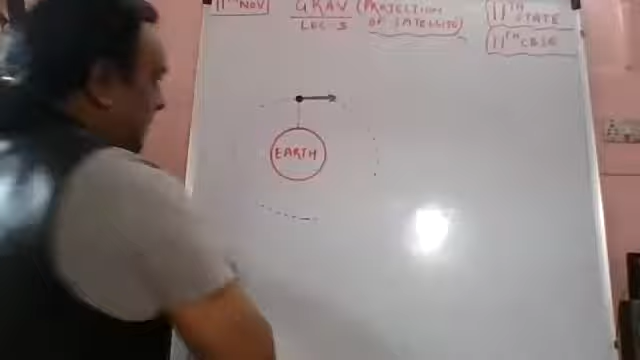 11TH NOV
GRAV (PROJECTION
OF SATELLITE)
LEC-5
11TH STATE
11TH CBSE
EARTH